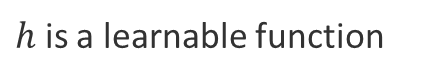 h is a learnable function